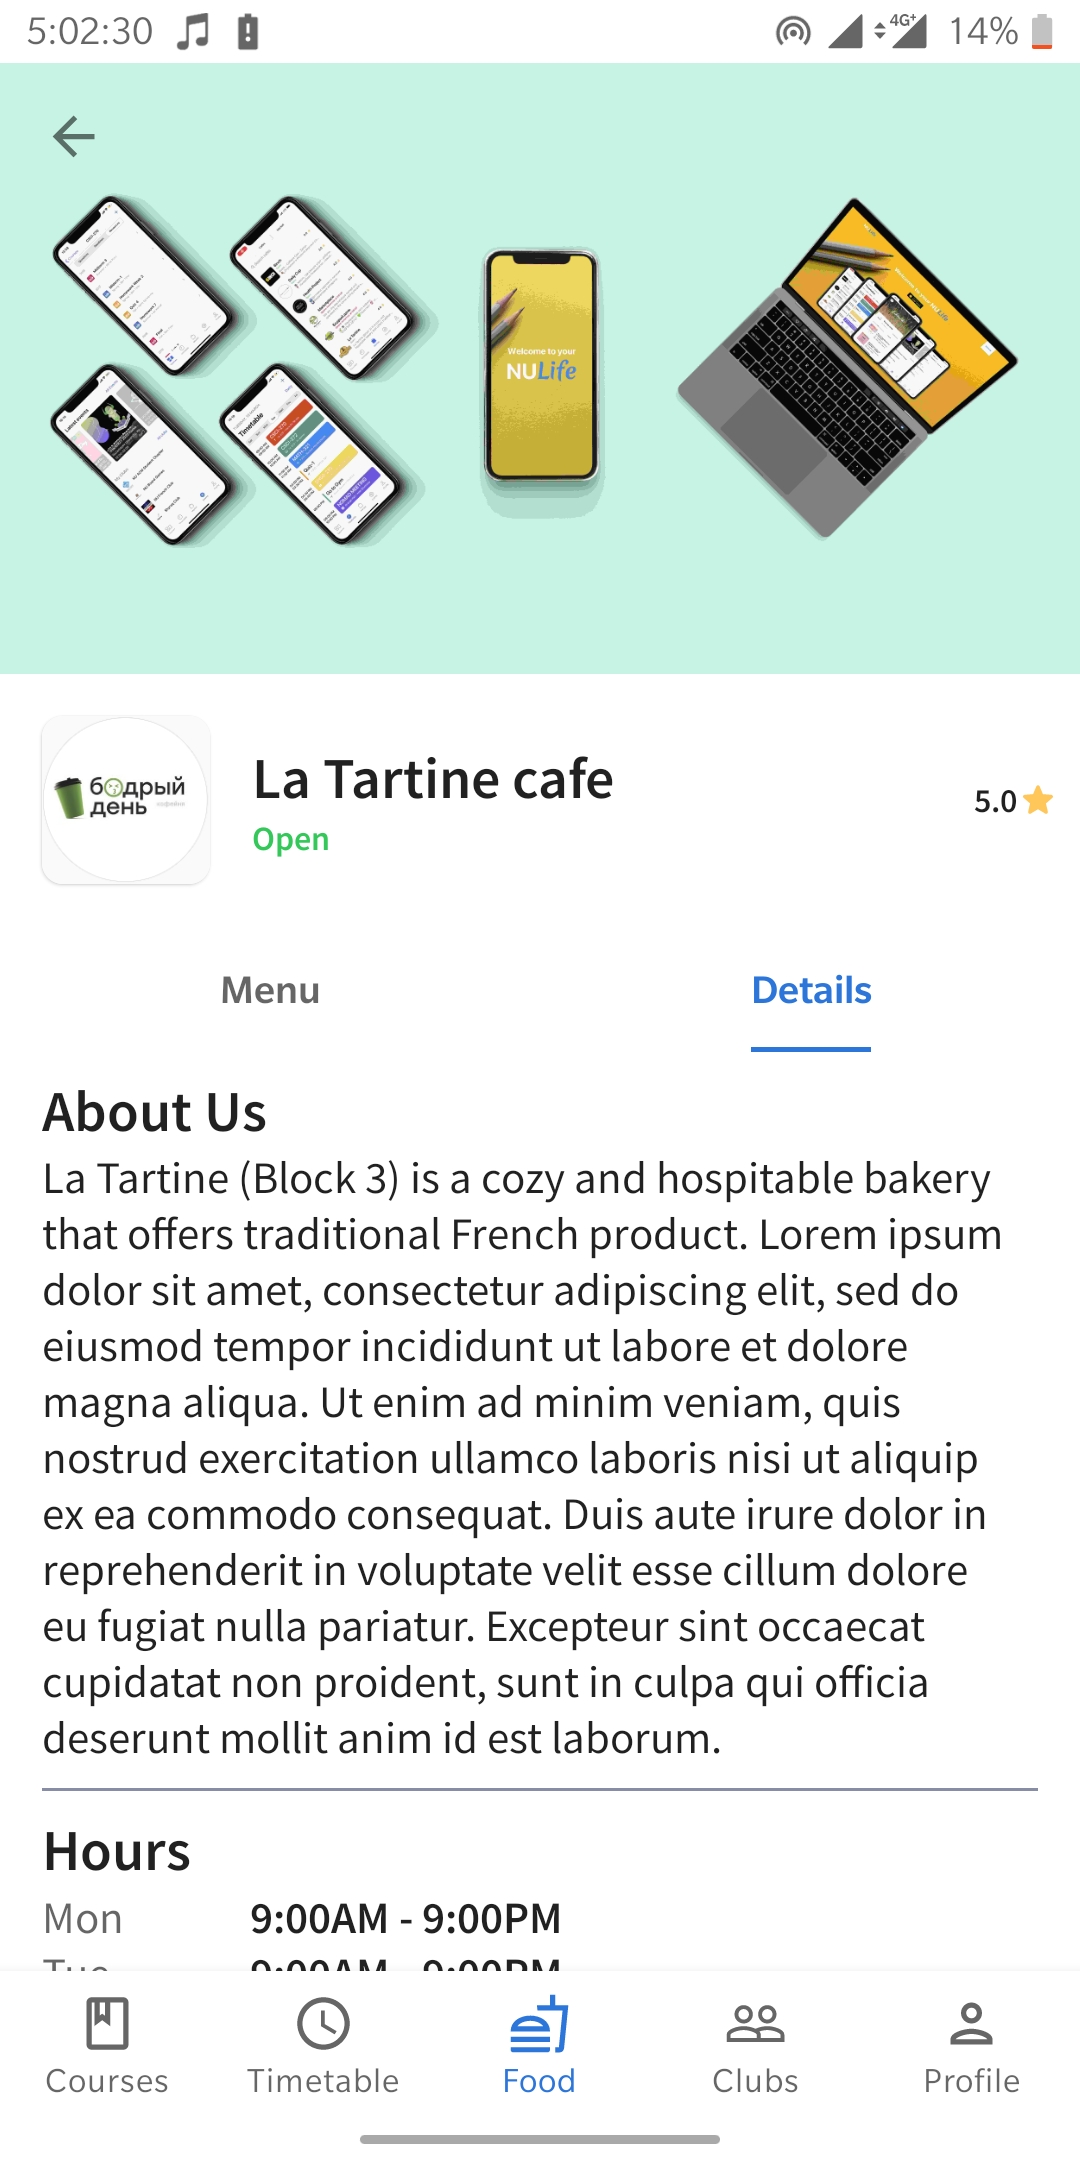 5:02:30
4G+
14%
Welcome to your
NULife
бодрый
день
кофейня
La Tartine cafe
Open
5.0
Menu
Details
About Us
La Tartine (Block 3) is a cozy and hospitable bakery
that offers traditional French product. Lorem ipsum
dolor sit amet, consectetur adipiscing elit, sed do
eiusmod tempor incididunt ut labore et dolore
magna aliqua. Ut enim ad minim veniam, quis
nostrud exercitation ullamco laboris nisi ut aliquip
ex ea commodo consequat. Duis aute irure dolor in
reprehenderit in voluptate velit esse cillum dolore
eu fugiat nulla pariatur. Excepteur sint occaecat
cupidatat non proident, sunt in culpa qui officia
deserunt mollit anim id est laborum.
Hours
Mon 9:00AM - 9:00PM
Tue 9:00AM - 9:00PM
Courses
Timetable
Food
Clubs
Profile